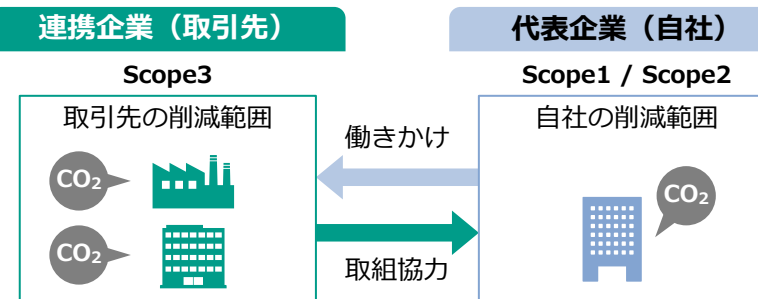 連携企業（取引先）
代表企業（自社）
Scope3
Scope1 / Scope2
取引先の削減範囲
自社の削減範囲
働きかけ
CO₂
CO₂
CO₂
取組協力